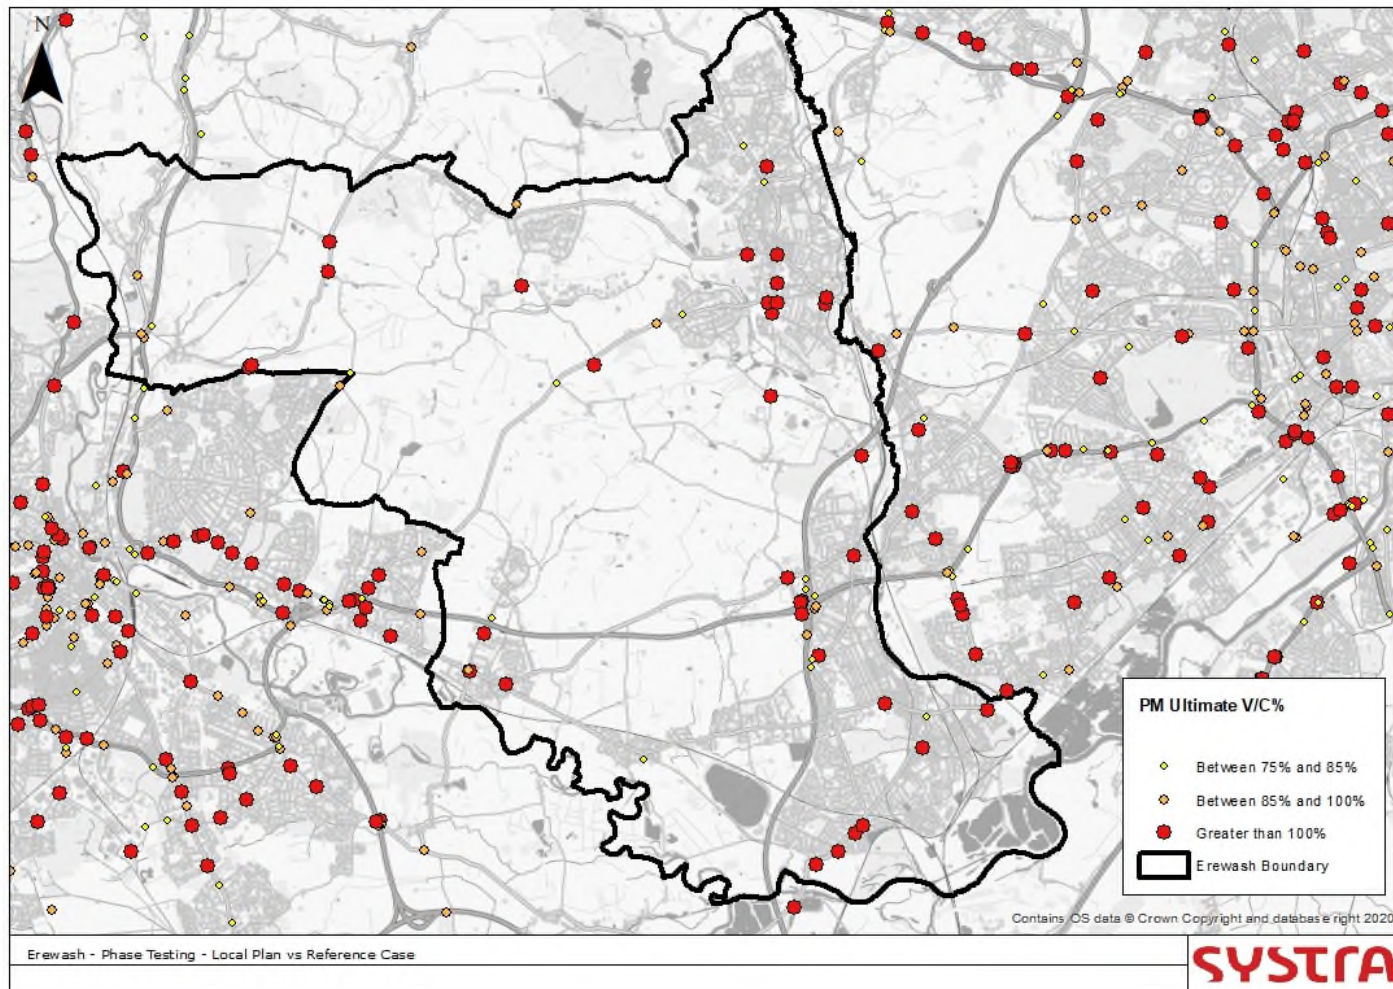 N
PM Ultimate V/C%
Between 75% and 85%
Between 85% and 100%
Greater than 100%
Erewash Boundary
Contains OS data © Crown Copyright and database right 2020
Erewash - Phase Testing - Local Plan vs Reference Case
SYSTRA